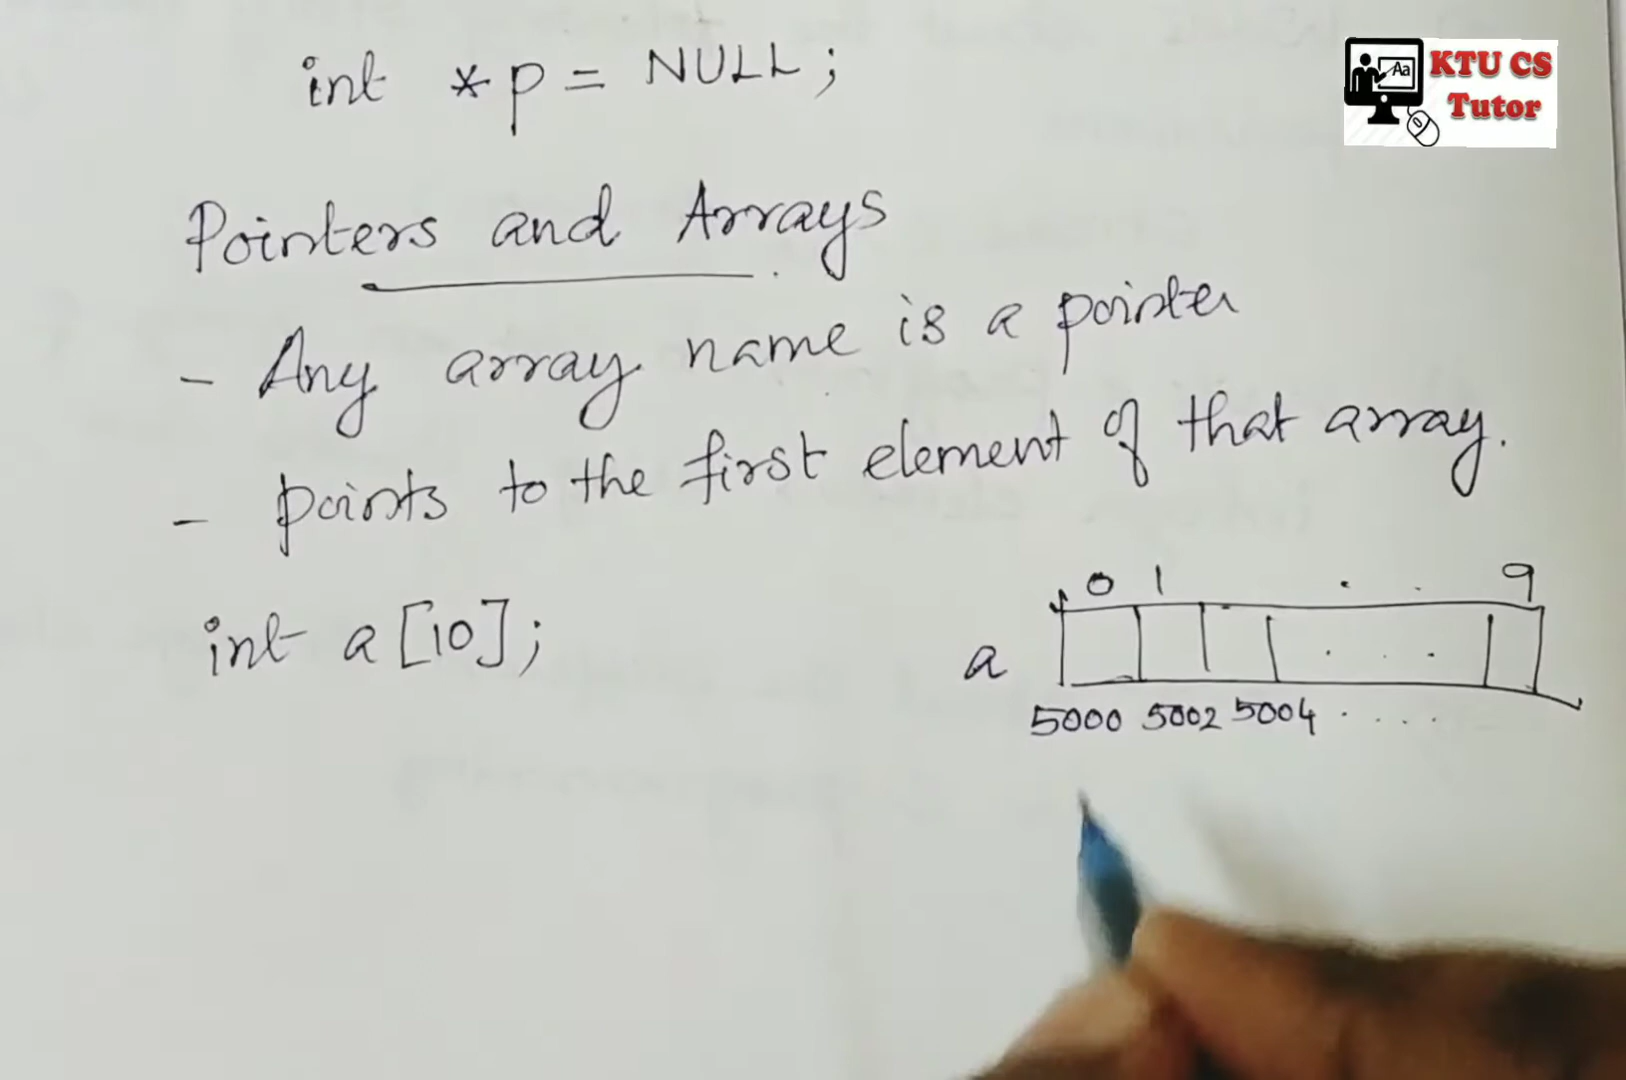 int *p = NULL;
KTU CS
Tutor
Aa
Pointers and Arrays
- Any array name is a pointer
- points to the first element of that array.
int a[10];
0 1 . . 9
a . . .
5000 5002 5004 . . . .